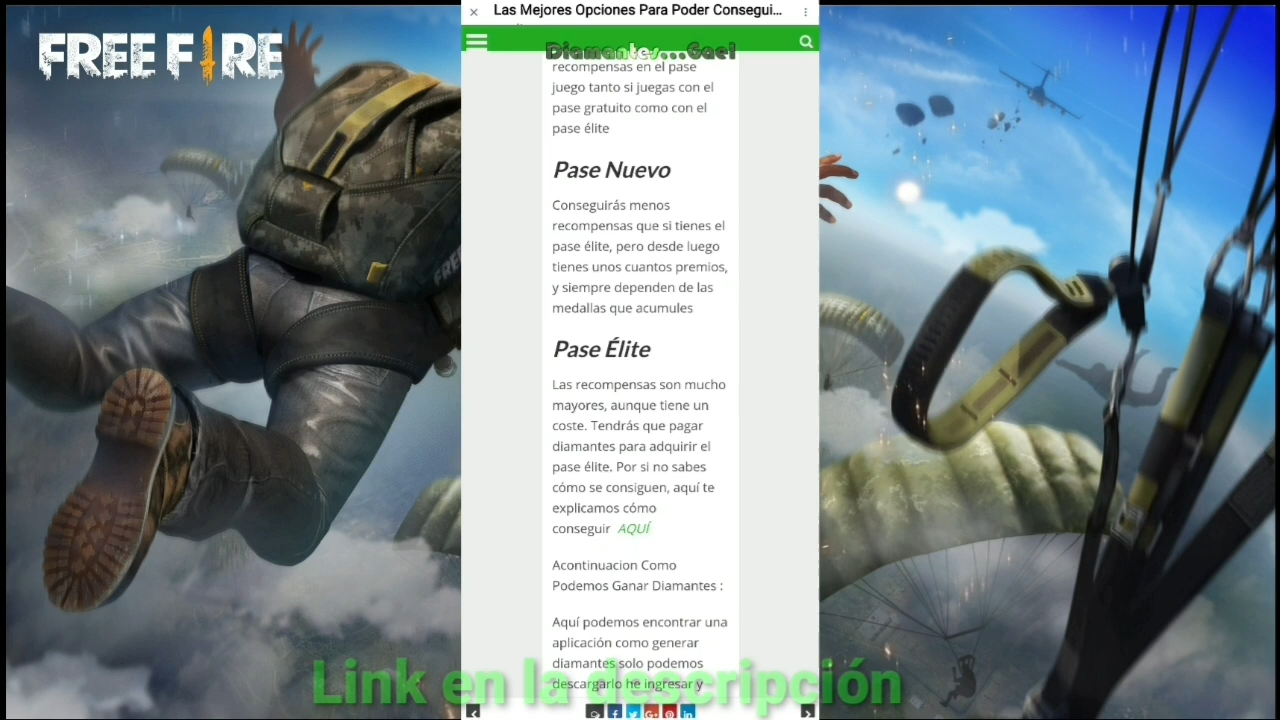 FREE FIRE
Las Mejores Opciones Para Poder Consegui...
Diamantes...Gael
recompensas en el pase
juego tanto si juegas con el
pase gratuito como con el
pase élite
Pase Nuevo
Conseguirás menos
recompensas que si tienes el
pase élite, pero desde luego
tienes unos cuantos premios,
y siempre dependen de las
medallas que acumules
Pase Élite
Las recompensas son mucho
mayores, aunque tiene un
coste. Tendrás que pagar
diamantes para adquirir el
pase élite. Por si no sabes
cómo se consiguen, aquí te
explicamos cómo
conseguir AQUÍ
Acontinuacion Como
Podemos Ganar Diamantes :
Aquí podemos encontrar una
aplicación como generar
diamantes solo podemos
descargarlo he ingresar y
Link en la descripción